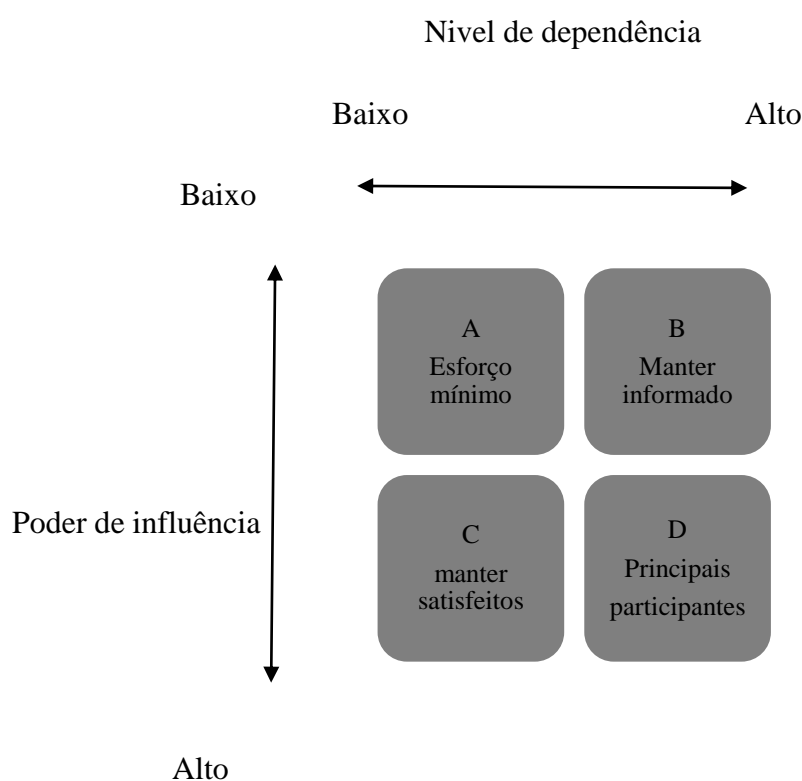 Nivel de dependência
Baixo
Alto
Baixo
A
Esforço
mínimo
B
Manter
informado
Poder de influência
C
manter
satisfeitos
D
Principais
participantes
Alto